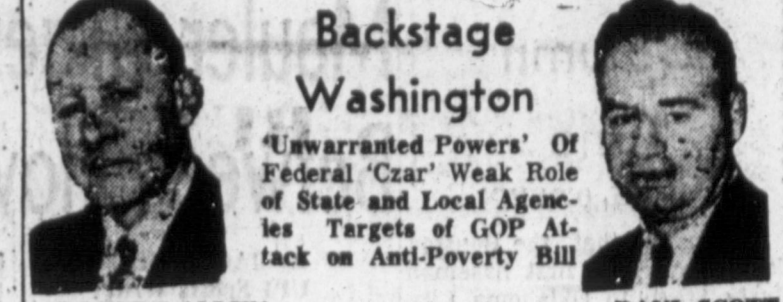 Backstage
Washington
'Unwarranted Powers' Of
Federal 'Czar' Weak Role
of State and Local Agenc-
ies Targets of GOP At-
tack on Anti-Poverty Bill